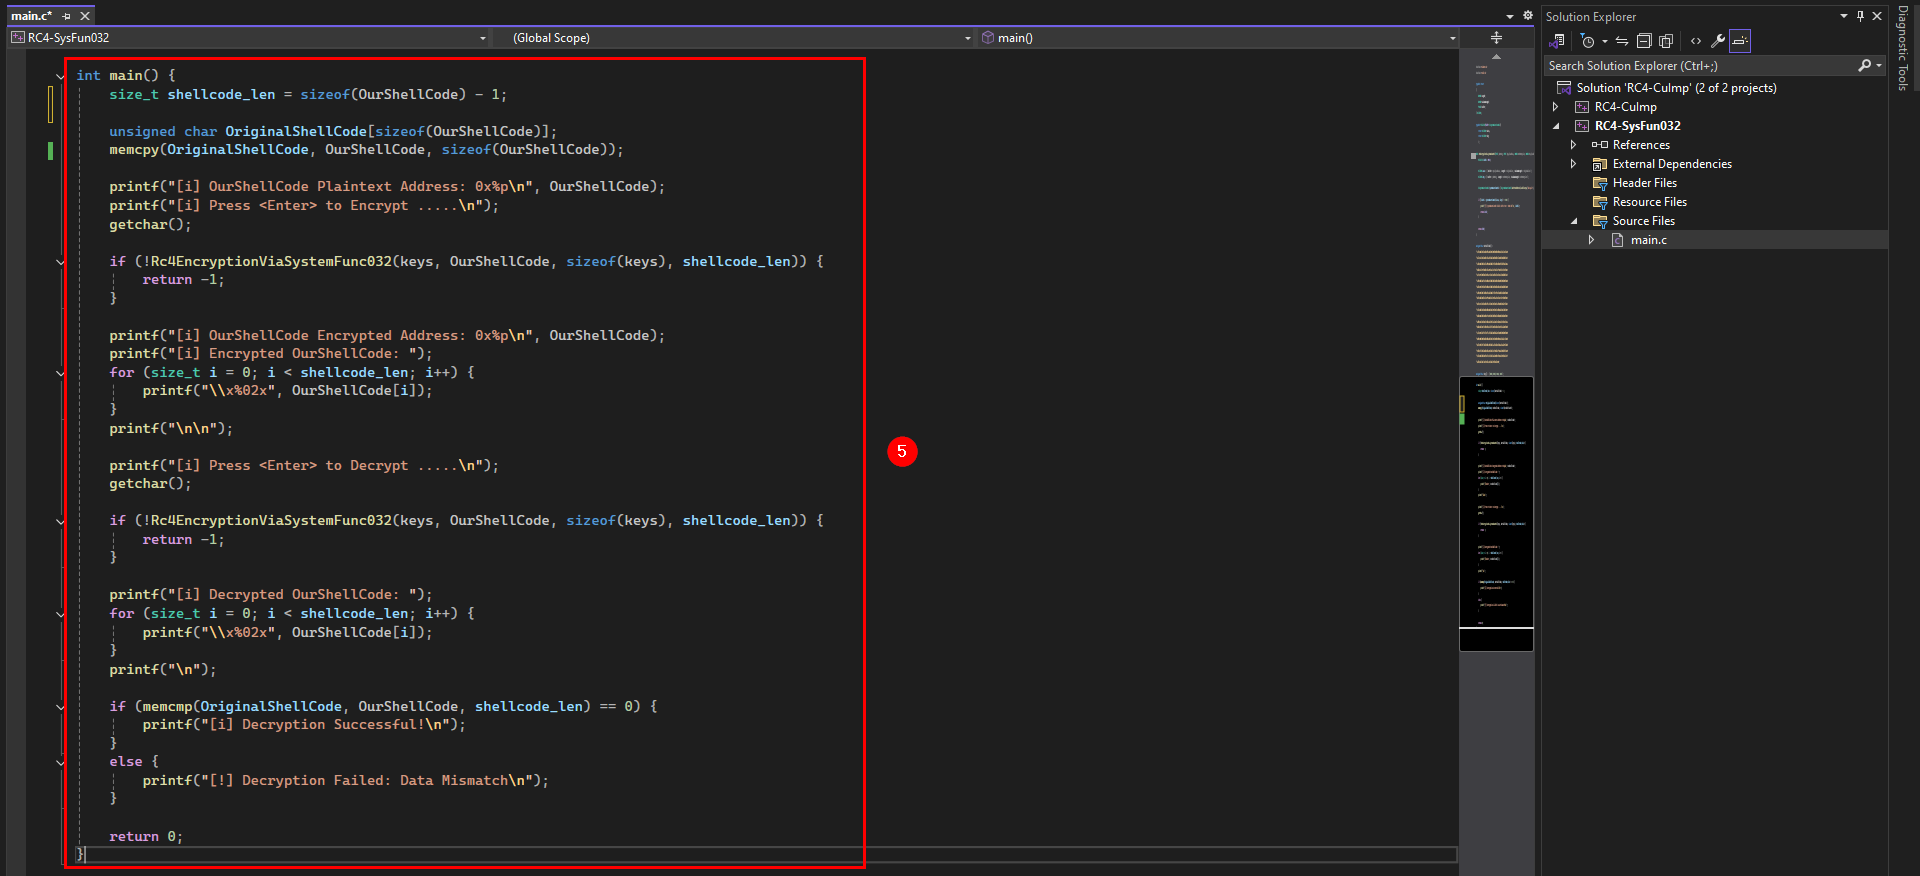 main.c*
RC4-SysFun032
(Global Scope)
main()
int main() {
size_t shellcode_len = sizeof(OurShellCode) - 1;
unsigned char OriginalShellCode[sizeof(OurShellCode)];
memcpy(OriginalShellCode, OurShellCode, sizeof(OurShellCode));
printf("[i] OurShellCode Plaintext Address: 0x%p\n", OurShellCode);
printf("[i] Press <Enter> to Encrypt .....\n");
getchar();
if (!Rc4EncryptionViaSystemFunc032(keys, OurShellCode, sizeof(keys), shellcode_len)) {
return -1;
}
printf("[i] OurShellCode Encrypted Address: 0x%p\n", OurShellCode);
printf("[i] Encrypted OurShellCode: ");
for (size_t i = 0; i < shellcode_len; i++) {
printf("\\x%02x", OurShellCode[i]);
}
printf("\n\n");
printf("[i] Press <Enter> to Decrypt .....\n");
getchar();
if (!Rc4EncryptionViaSystemFunc032(keys, OurShellCode, sizeof(keys), shellcode_len)) {
return -1;
}
printf("[i] Decrypted OurShellCode: ");
for (size_t i = 0; i < shellcode_len; i++) {
printf("\\x%02x", OurShellCode[i]);
}
printf("\n");
if (memcmp(OriginalShellCode, OurShellCode, shellcode_len) == 0) {
printf("[i] Decryption Successful!\n");
}
else {
printf("[!] Decryption Failed: Data Mismatch\n");
}
return 0;
}
5
Solution Explorer
Search Solution Explorer (Ctrl+;)
Solution 'RC4-CuImp' (2 of 2 projects)
RC4-CuImp
RC4-SysFun032
References
External Dependencies
Header Files
Resource Files
Source Files
main.c
Diagnostic Tools